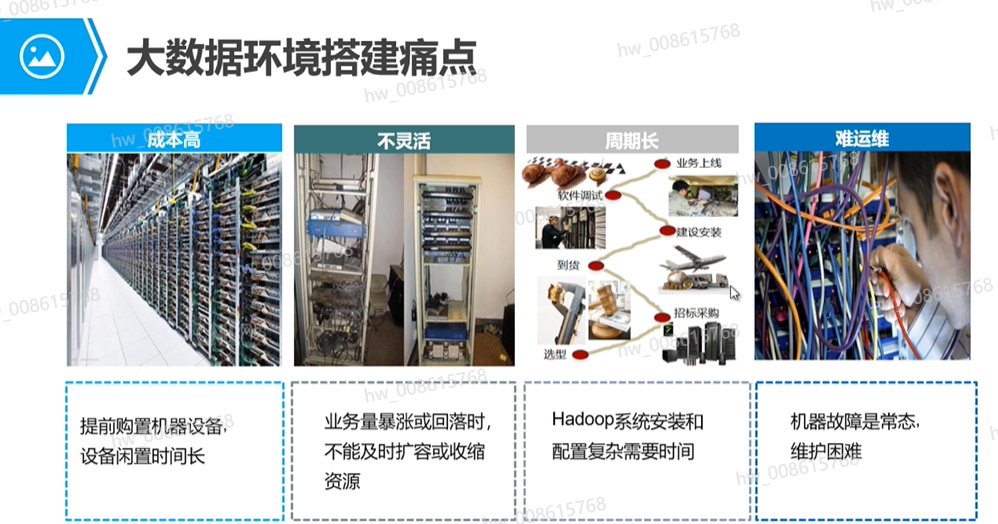 大数据环境搭建痛点
成本高
提前购置机器设备，
设备闲置时间长
不灵活
业务量暴涨或回落时，
不能及时扩容或收缩
资源
周期长
业务上线
软件调试
建设安装
到货
招标采购
选型
Hadoop系统安装和
配置复杂需要时间
难运维
机器故障是常态，
维护困难
hw_008615768